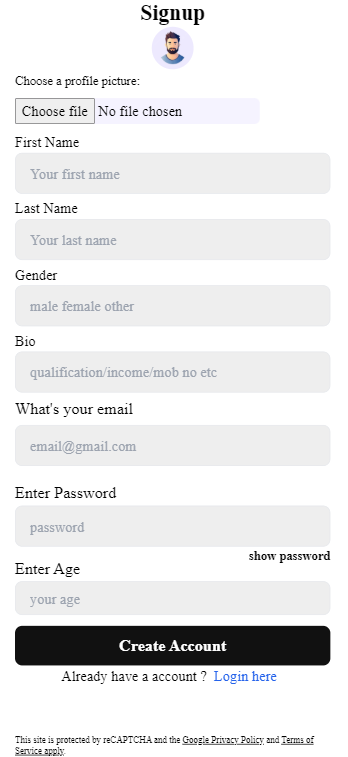 Signup
Choose a profile picture:
Choose file No file chosen
First Name
Your first name
Last Name
Your last name
Gender
male female other
Bio
qualification/income/mob no etc
What's your email
email@gmail.com
Enter Password
password
show password
Enter Age
your age
Create Account
Already have a account ? Login here
This site is protected by reCAPTCHA and the Google Privacy Policy and Terms of
Service apply.